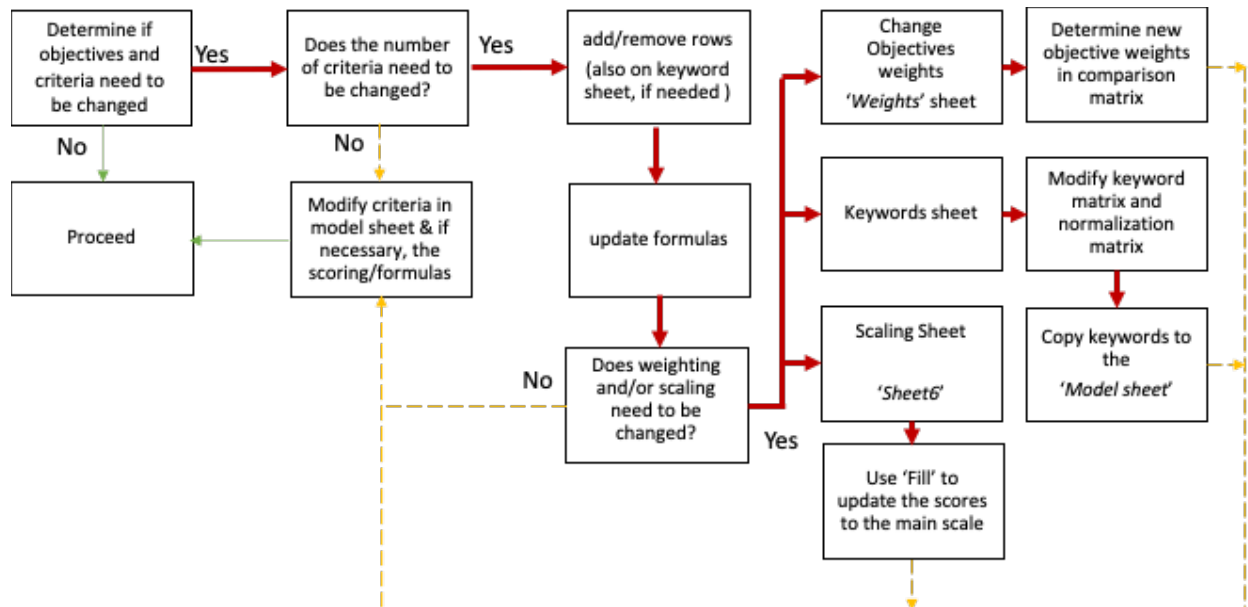 Determine if
objectives and
criteria need to
be changed
Yes
Does the number
of criteria need to
be changed?
Yes
add/remove rows
(also on keyword
sheet, if needed )
Change
Objectives
weights
'Weights' sheet
Determine new
objective weights
in comparison
matrix
No
No
Proceed
Modify criteria in
model sheet & if
necessary, the
scoring/formulas
update formulas
Keywords sheet
Modify keyword
matrix and
normalization
matrix
No
Does weighting
and/or scaling
need to be
changed?
Yes
Scaling Sheet
'Sheet6'
Copy keywords to
the
'Model sheet'
Use 'Fill' to
update the scores
to the main scale